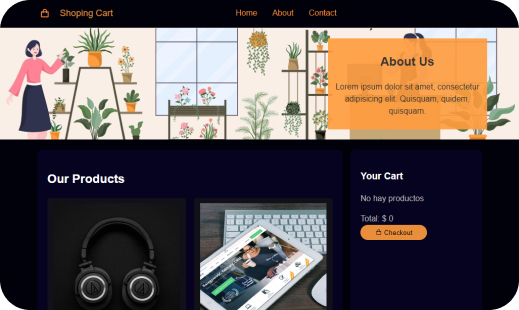 Shoping Cart
Home About Contact
About Us
Lorem ipsum dolor sit amet, consectetur
adipisicing elit. Quisquam, quidem,
quisquam.
Our Products
Your Cart
No hay productos
Total: $ 0
Checkout